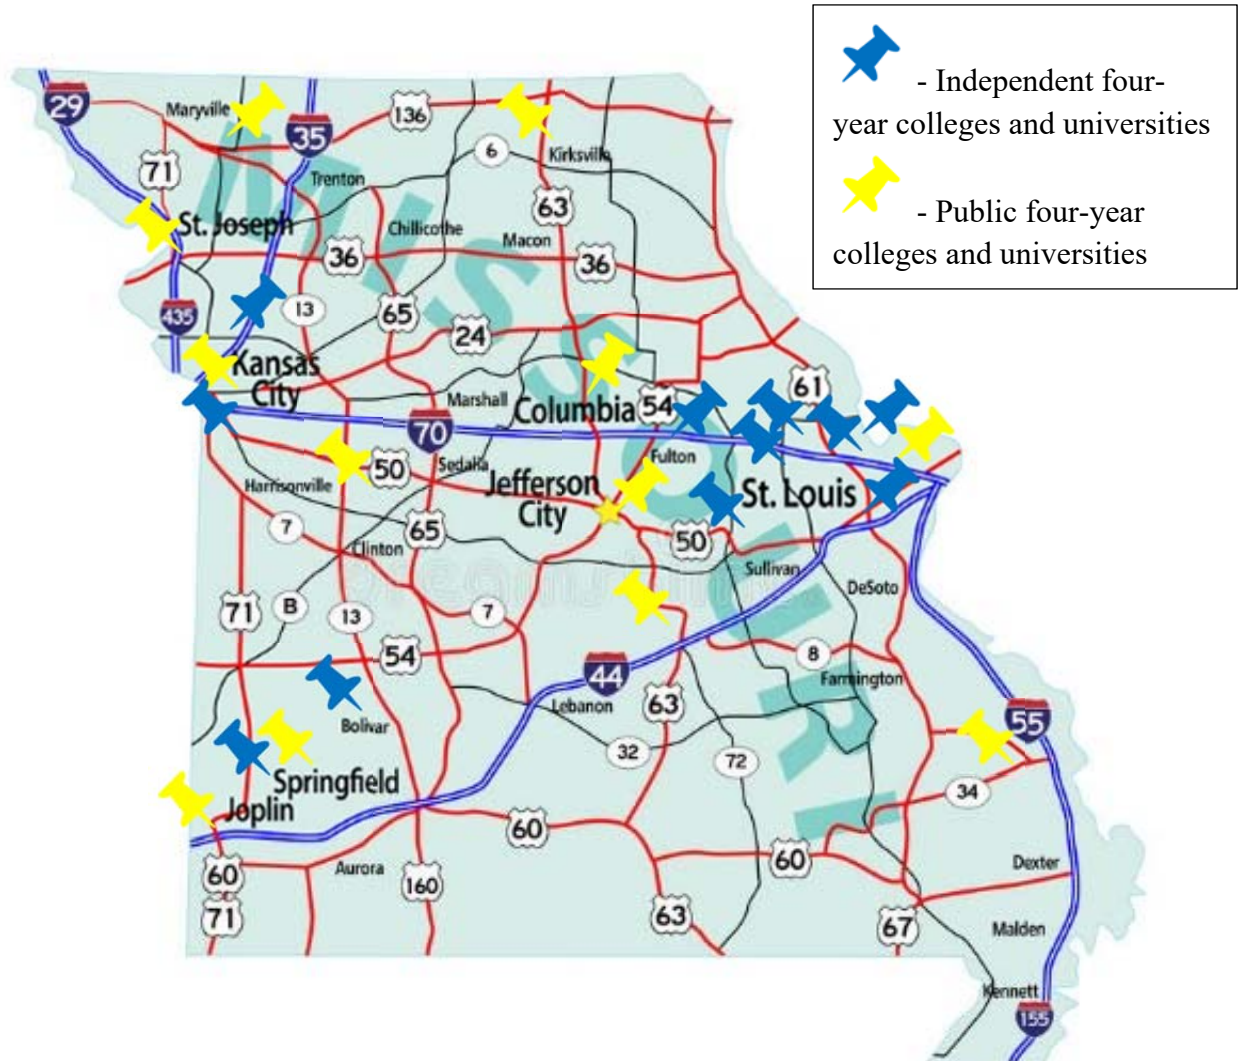 - Independent four-
year colleges and universities
- Public four-year
colleges and universities
29
Maryville
35
136
6
Kirksville
71
Trenton
63
St. Joseph
Chillicothe
Macon
36
36
435
13
65
24
Kansas
City
61
Marshall
Columbia
54
70
Fulton
50
Sedalia
Harrisonville
Jefferson
City
St. Louis
7
65
50
Clinton
Sullivan
DeSoto
71
B
13
7
54
8
44
Farmington
63
Lebanon
55
Bolivar
32
72
Springfield
Joplin
34
60
60
60
Aurora
160
Dexter
71
63
67
Malden
Kennett
155
MISSOURI